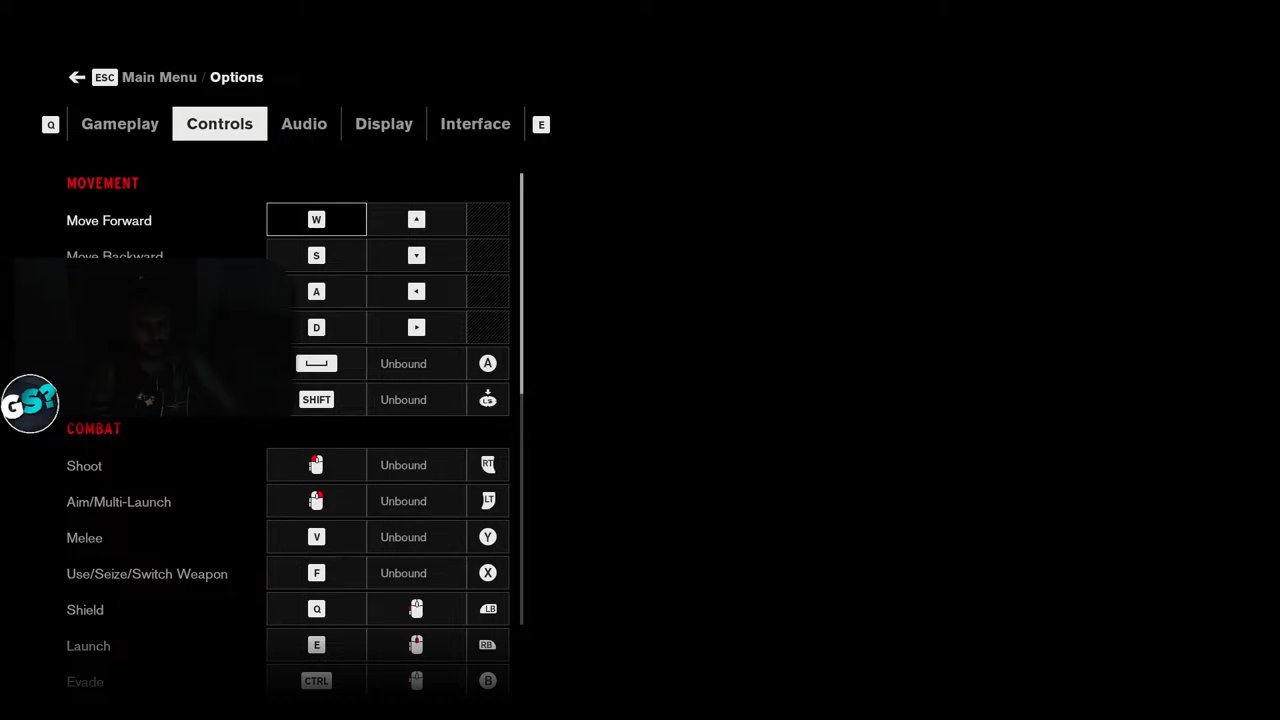 ESC Main Menu / Options
Q Gameplay Controls Audio Display Interface E
MOVEMENT
Move Forward W
Move Backward S
A
D
Unbound A
SHIFT Unbound LS
GS?
COMBAT
Shoot Unbound RT
Aim/Multi-Launch Unbound LT
Melee V Unbound Y
Use/Seize/Switch Weapon F Unbound X
Shield Q LB
Launch E RB
Evade CTRL B